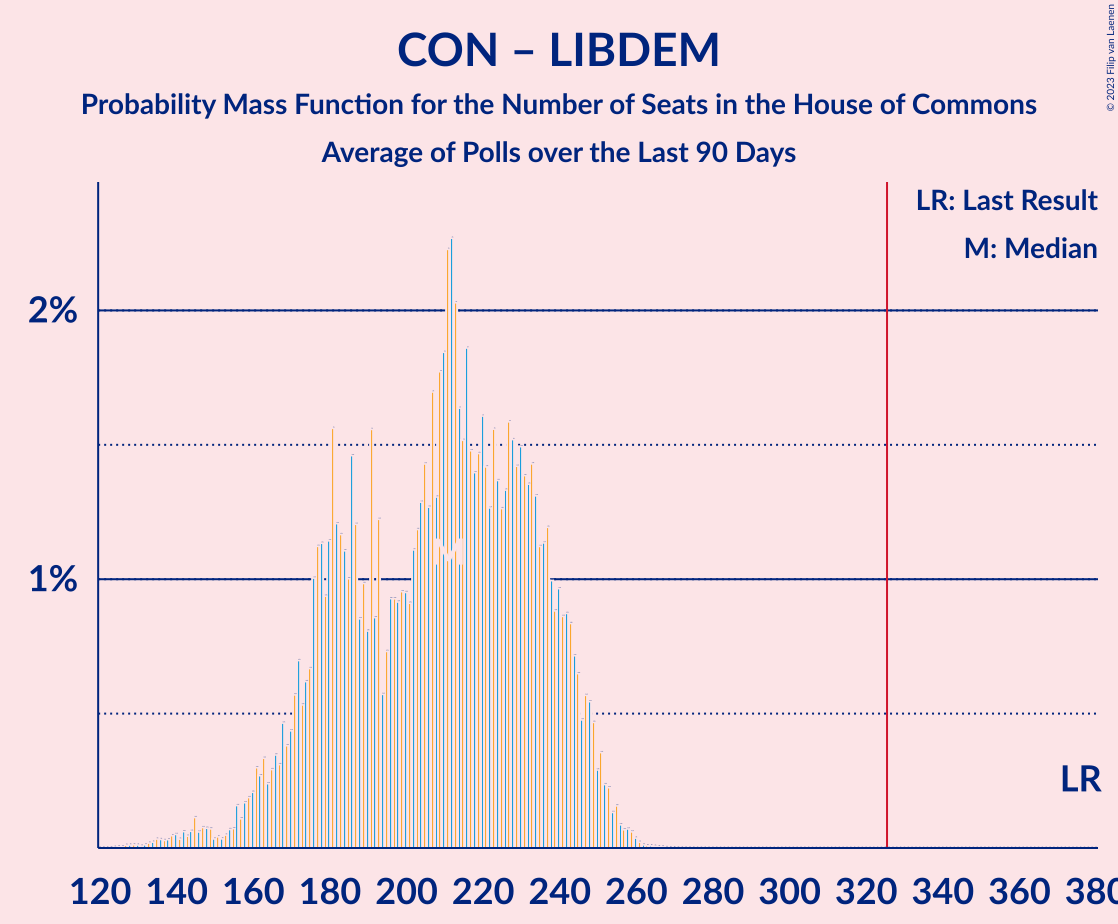 CON – LIBDEM
Probability Mass Function for the Number of Seats in the House of Commons
Average of Polls over the Last 90 Days
© 2023 Filip van Laenen
LR: Last Result
M: Median
2%
1%
M
LR
120 140 160 180 200 220 240 260 280 300 320 340 360 380